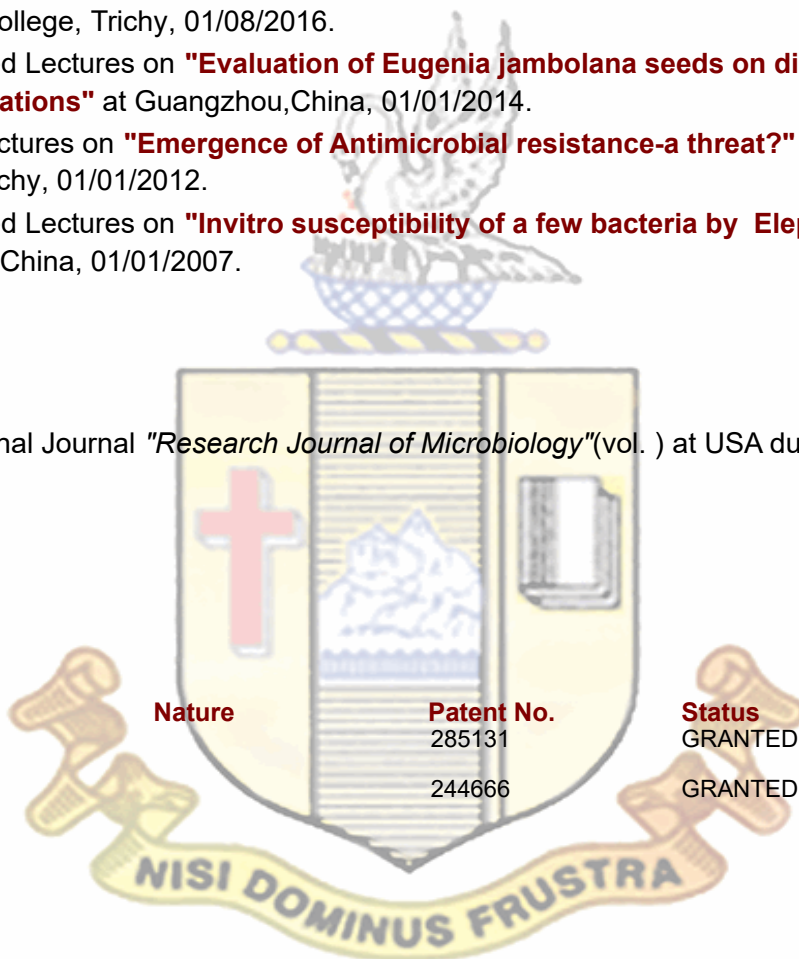 ollege, Trichy, 01/08/2016.
d Lectures on "Evaluation of Eugenia jambolana seeds on di
ations" at Guangzhou,China, 01/01/2014.
ctures on "Emergence of Antimicrobial resistance-a threat?"
chy, 01/01/2012.
d Lectures on "Invitro susceptibility of a few bacteria by Elep
China, 01/01/2007.
nal Journal "Research Journal of Microbiology"(vol. ) at USA du
Nature Patent No. Status
285131 GRANTED
244666 GRANTED
NISI DOMINUS FRUSTRA